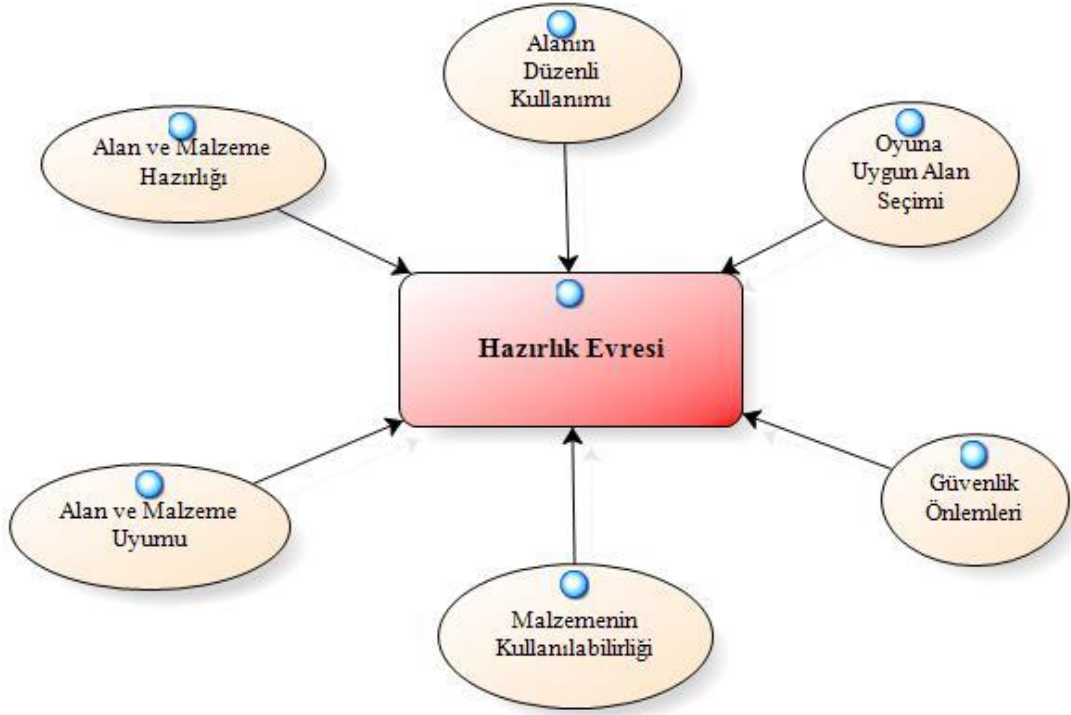 Alanın
Düzenli
Kullanımı
Alan ve Malzeme
Hazırlığı
Oyuna
Uygun Alan
Seçimi
Hazırlık Evresi
Alan ve Malzeme
Uyumu
Güvenlik
Önlemleri
Malzemenin
Kullanılabilirliği